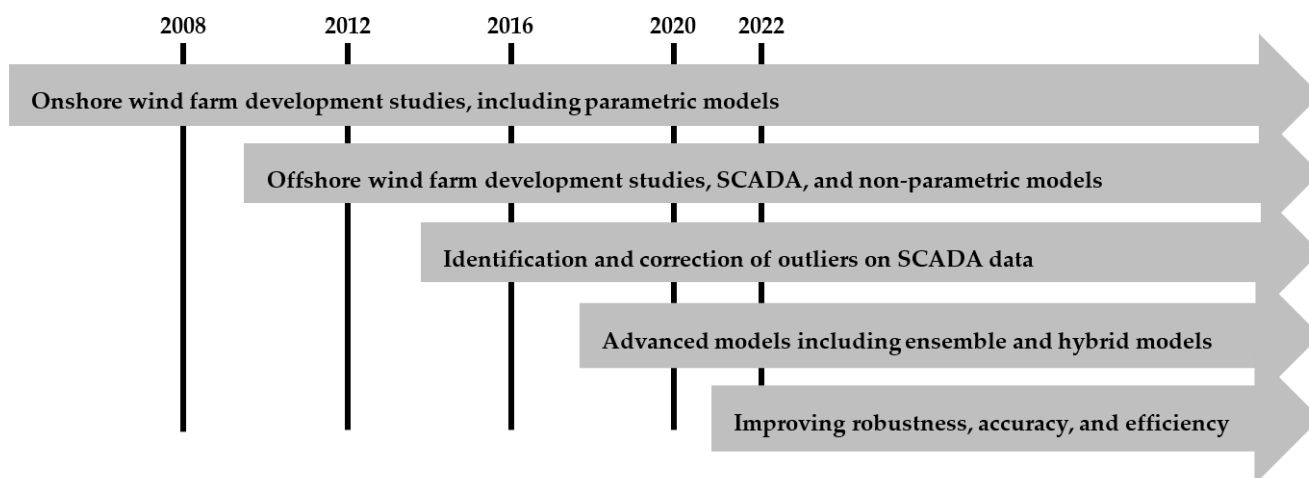 2008 2012 2016 2020 2022
Onshore wind farm development studies, including parametric models
Offshore wind farm development studies, SCADA, and non-parametric models
Identification and correction of outliers on SCADA data
Advanced models including ensemble and hybrid models
Improving robustness, accuracy, and efficiency